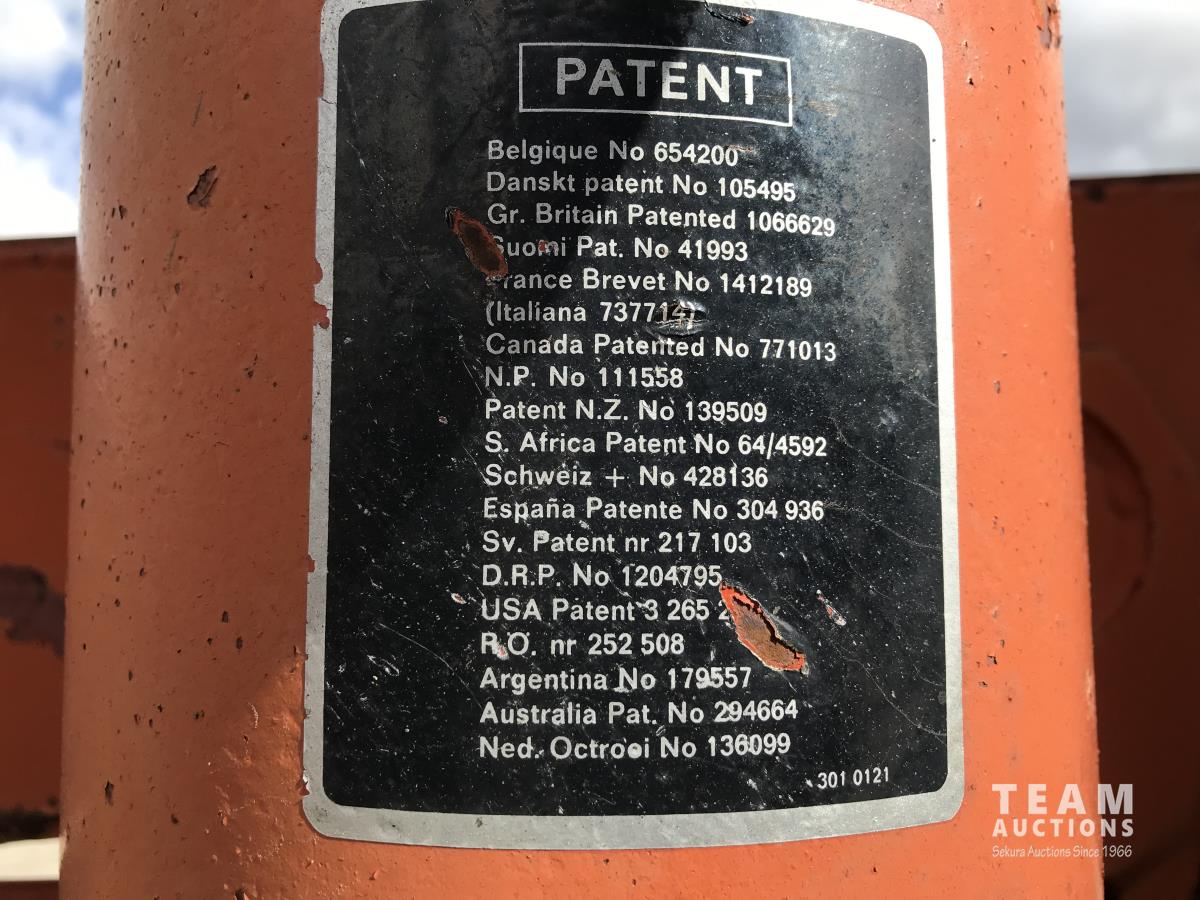 PATENT
Belgique No 654200
Danskt patent No 105495
Gr. Britain Patented 1066629
Suomi Pat. No 41993
France Brevet No 1412189
(Italiana
Canada Patented No 771013
N.P. No 111558
Patent N.Z. No 139509
S. Africa Patent No 64/4592
Schweiz + No 428136
España Patente No 304 936
Sv. Patent nr 217 103
D.R.P. No 1204795
USA Patent 3 265
R.Ö. nr 252 508
Argentina No 179557
Australia Pat. No 294664
Ned. Octrooi No 136099
301 0121
TEAM
AUCTIONS
Sekura Auctions Since 1966